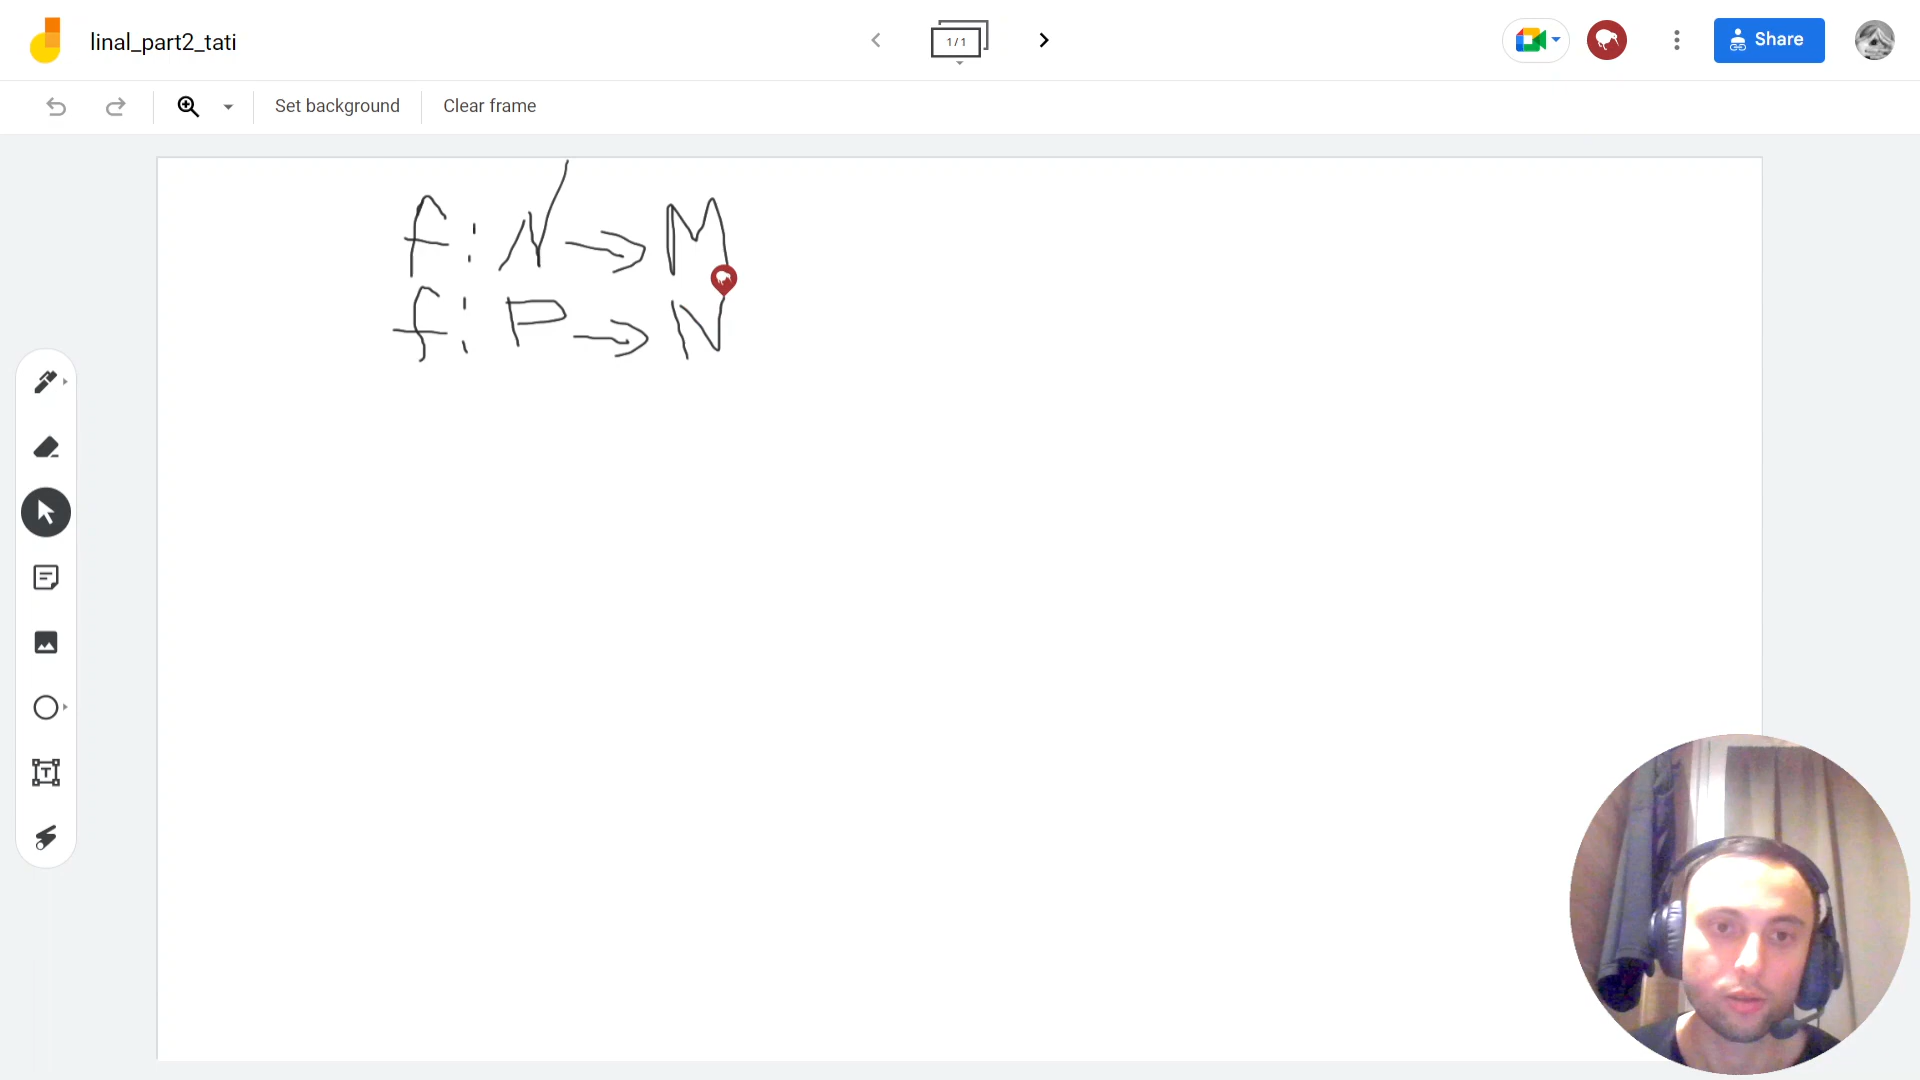 linal_part2_tati
1 / 1
Share
Set background
Clear frame
f : N → M
f : P → N